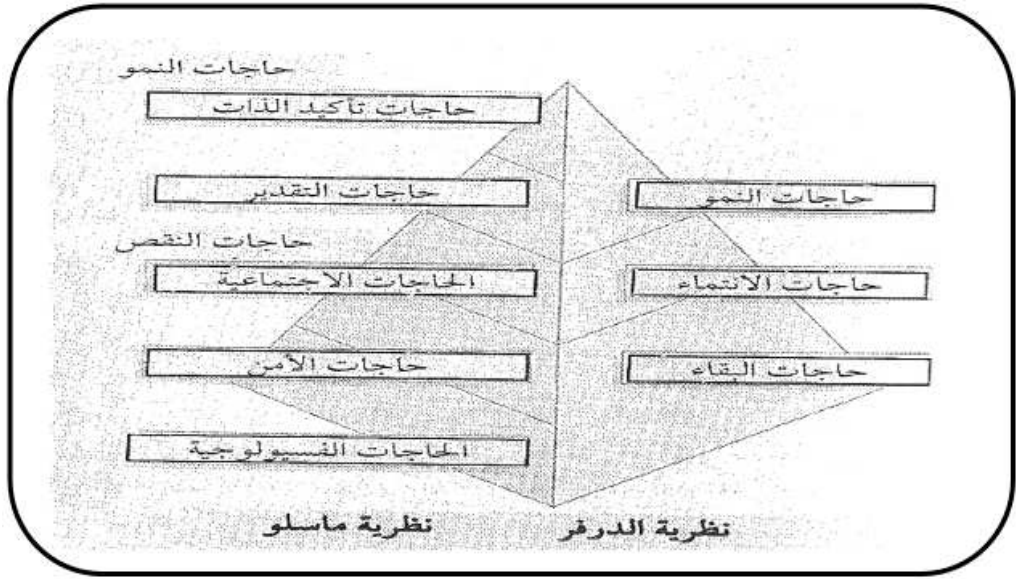 حاجات النمو
حاجات تأكيد الذات
حاجات التقدير
حاجات النمو
حاجات النقص
الحاجات الاجتماعية
حاجات الانتماء
حاجات الأمن
حاجات البقاء
الحاجات الفسيولوجية
نظرية الدرفر
نظرية ماسلو